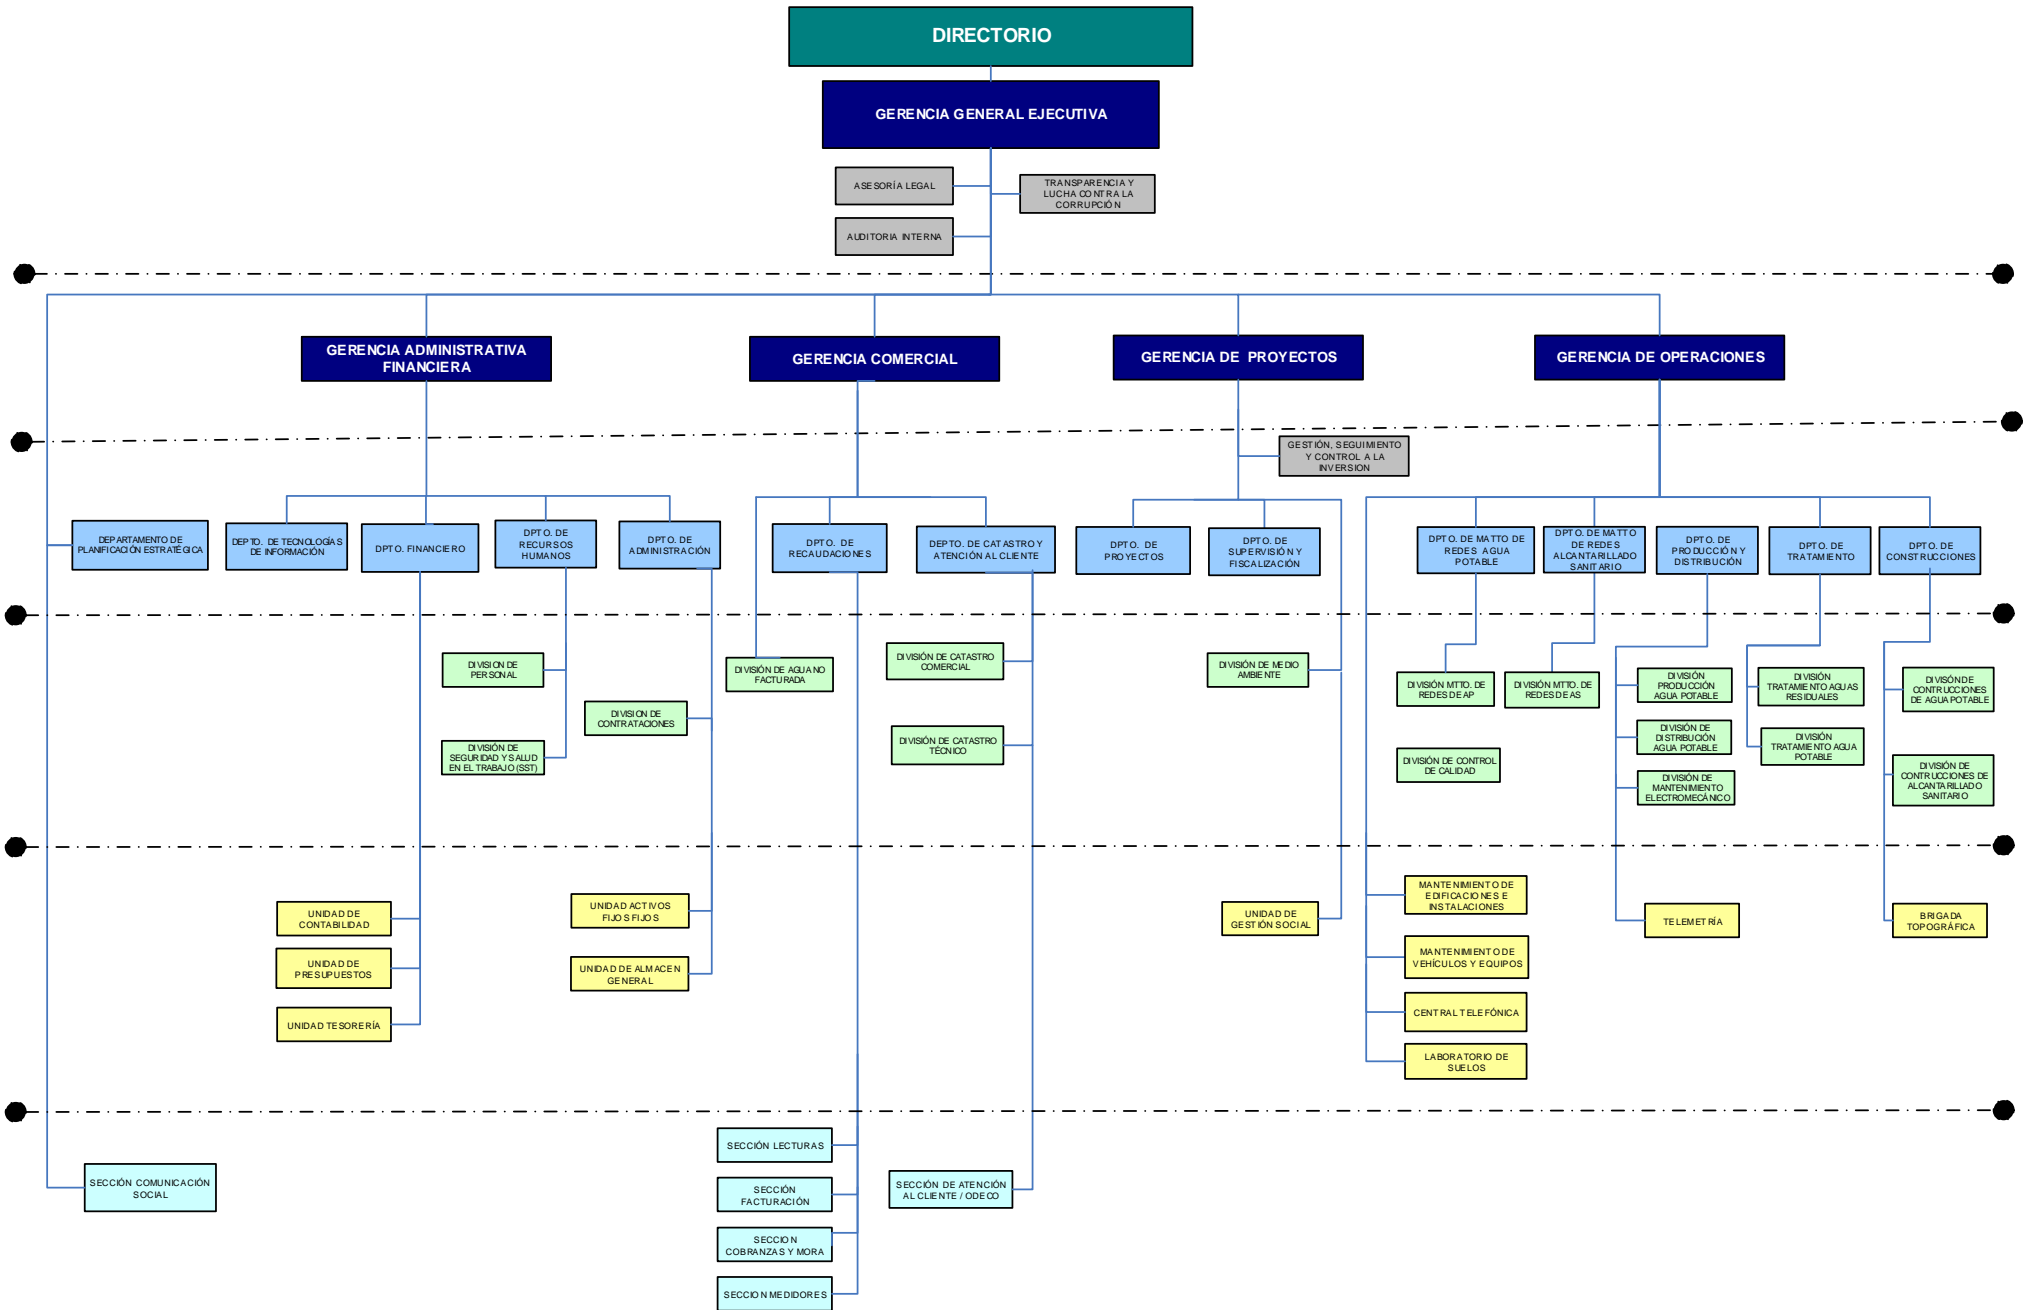 DIRECTORIO
GERENCIA GENERAL EJECUTIVA
ASESORÍA LEGAL
TRANSPARENCIA Y
LUCHA CONTRA LA
CORRUPCIÓN
AUDITORIA INTERNA
GERENCIA ADMINISTRATIVA
FINANCIERA
GERENCIA COMERCIAL
GERENCIA DE PROYECTOS
GERENCIA DE OPERACIONES
GESTIÓN, SEGUIMIENTO
Y CONTROL A LA
INVERSION
DEPARTAMENTO DE
PLANIFICACIÓN ESTRATÉGICA
DEPTO. DE TECNOLOGÍAS
DE INFORMACIÓN
DPTO. FINANCIERO
DPTO. DE
RECURSOS
HUMANOS
DPTO. DE
ADMINISTRACIÓN
DPTO. DE
RECAUDACIONES
DEPTO. DE CATASTRO Y
ATENCIÓN AL CLIENTE
DPTO. DE
PROYECTOS
DPTO. DE
SUPERVISIÓN Y
FISCALIZACIÓN
DPTO. DE MATTO DE
REDES AGUA
POTABLE
DPTO. DE MATTO
DE REDES
ALCANTARILLADO
SANITARIO
DPTO. DE
PRODUCCIÓN Y
DISTRIBUCIÓN
DPTO. DE
TRATAMIENTO
DPTO. DE
CONSTRUCCIONES
DIVISION DE
PERSONAL
DIVISION DE
CONTRATACIONES
DIVISIÓN DE
SEGURIDAD Y SALUD
EN EL TRABAJO (SST)
DIVISIÓN DE AGUA NO
FACTURADA
DIVISIÓN DE CATASTRO
COMERCIAL
DIVISIÓN DE CATASTRO
TÉCNICO
DIVISIÓN DE MEDIO
AMBIENTE
DIVISIÓN MTTO. DE
REDES DE AP
DIVISIÓN MTTO. DE
REDES DE AS
DIVISIÓN DE CONTROL
DE CALIDAD
DIVISIÓN
PRODUCCIÓN
AGUA POTABLE
DIVISIÓN DE
DISTRIBUCIÓN
AGUA POTABLE
DIVISIÓN DE
MANTENIMIENTO
ELECTROMECÁNICO
DIVISIÓN
TRATAMIENTO AGUAS
RESIDUALES
DIVISIÓN
TRATAMIENTO AGUA
POTABLE
DIVISÓN DE
CONTRUCCIONES
DE AGUA POTABLE
DIVISIÓN DE
CONTRUCCIONES DE
ALCANTARILLADO
SANITARIO
UNIDAD DE
CONTABILIDAD
UNIDAD DE
PRESUPUESTOS
UNIDAD TESORERÍA
UNIDAD ACTIVOS
FIJOS FIJOS
UNIDAD DE ALMACEN
GENERAL
UNIDAD DE
GESTIÓN SOCIAL
MANTENIMIENTO DE
EDIFICACIONES E
INSTALACIONES
MANTENIMIENTO DE
VEHÍCULOS Y EQUIPOS
CENTRAL TELEFÓNICA
LABORATORIO DE
SUELOS
TELEMETRÍA
BRIGADA
TOPOGRÁFICA
SECCIÓN COMUNICACIÓN
SOCIAL
SECCIÓN LECTURAS
SECCIÓN
FACTURACIÓN
SECCION
COBRANZAS Y MORA
SECCION MEDIDORES
SECCIÓN DE ATENCIÓN
AL CLIENTE / ODECO